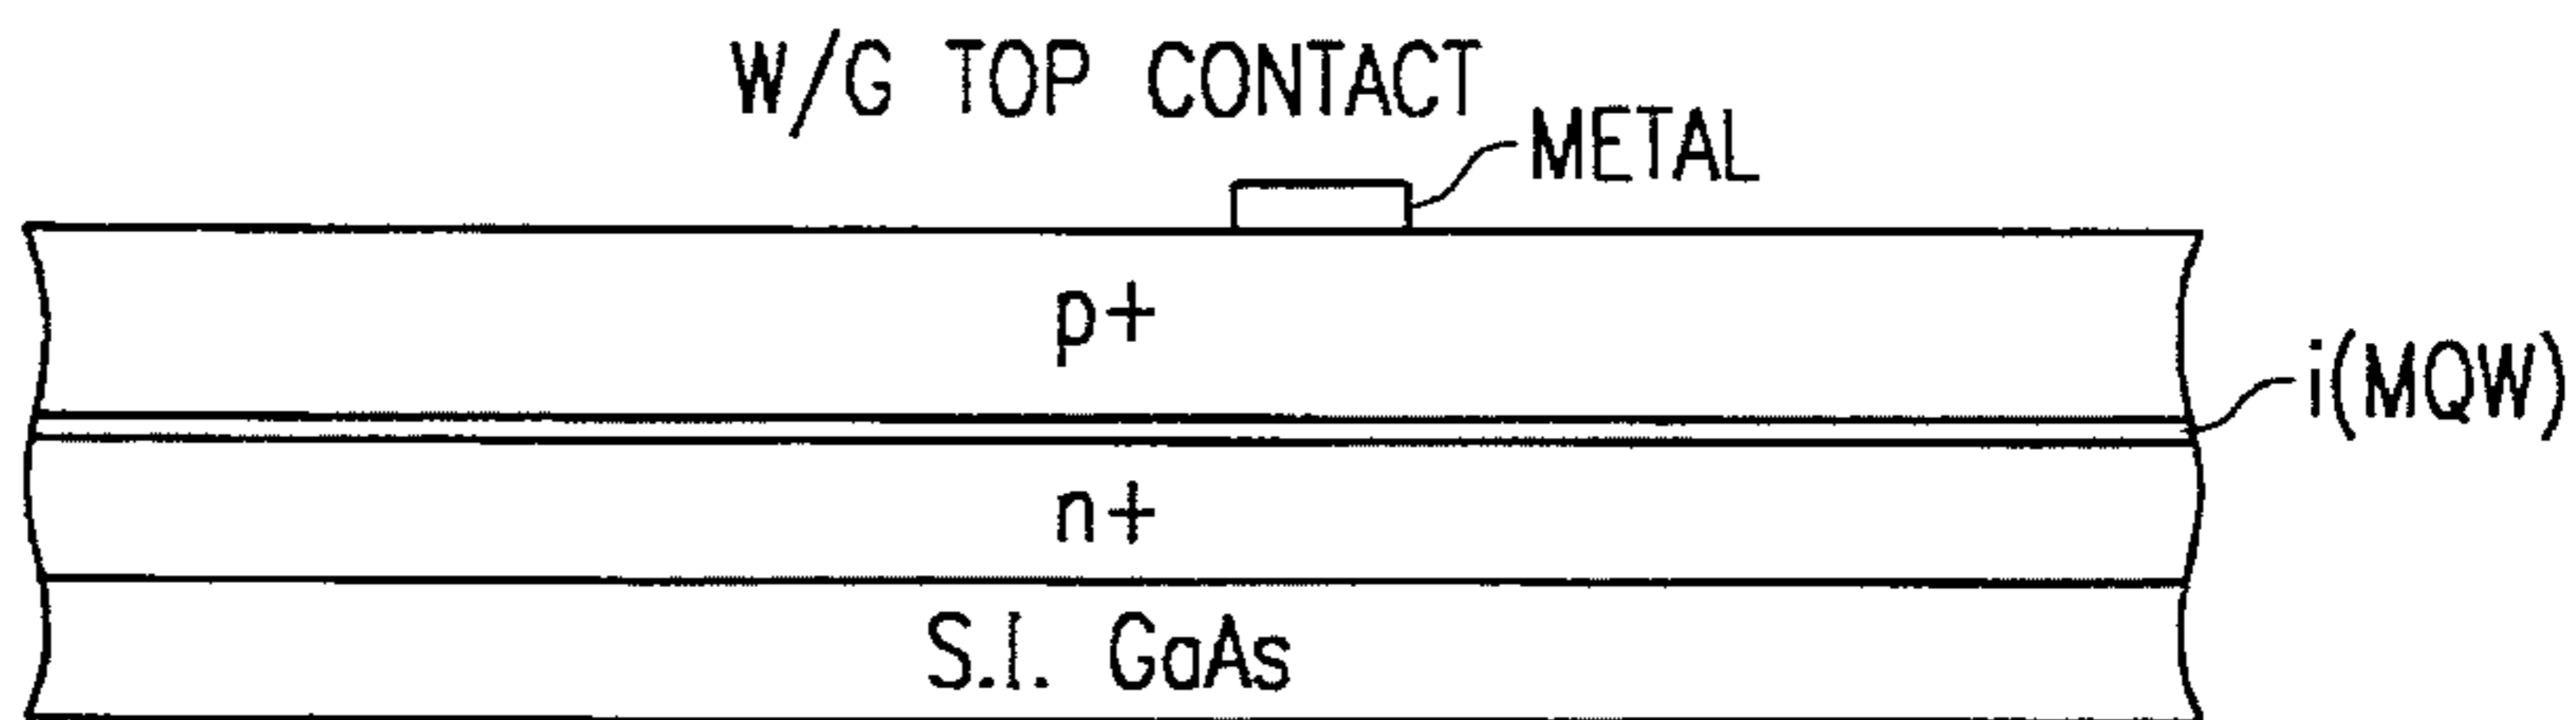 W/G TOP CONTACT
METAL
p+
i(MQW)
n+
S.I. GaAs